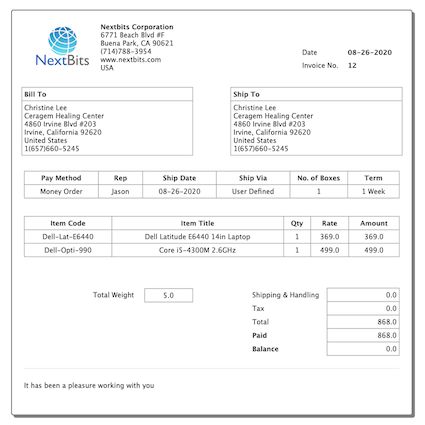 Nextbits Corporation
6771 Beach Blvd #F
Buena Park, CA 90621
(714)788-3954
www.nextbits.com
USA
NextBits
Date 08-26-2020
Invoice No. 12
Bill To
Christine Lee
Ceragem Healing Center
4860 Irvine Blvd #203
Irvine, California 92620
United States
1(657)660-5245
Ship To
Christine Lee
Ceragem Healing Center
4860 Irvine Blvd #203
Irvine, California 92620
United States
1(657)660-5245
Pay Method Rep Ship Date Ship Via No. of Boxes Term
Money Order Jason 08-26-2020 User Defined 1 1 Week
Item Code Item Title Qty Rate Amount
Dell-Lat-E6440 Dell Latitude E6440 14in Laptop 1 369.0 369.0
Dell-Opti-990 Core i5-4300M 2.6GHz 1 499.0 499.0
Total Weight 5.0
Shipping & Handling 0.0
Tax 0.0
Total 868.0
Paid 868.0
Balance 0.0
It has been a pleasure working with you